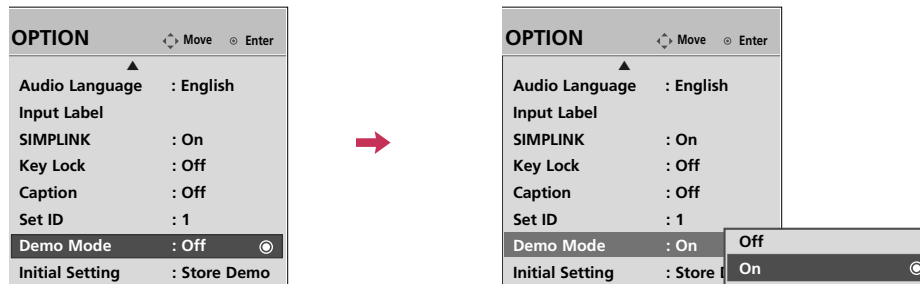 OPTION Move Enter
Audio Language : English
Input Label
SIMPLINK : On
Key Lock : Off
Caption : Off
Set ID : 1
Demo Mode : Off
Initial Setting : Store Demo
OPTION Move Enter
Audio Language : English
Input Label
SIMPLINK : On
Key Lock : Off
Caption : Off
Set ID : 1
Demo Mode : On
Initial Setting : Store
Off
On